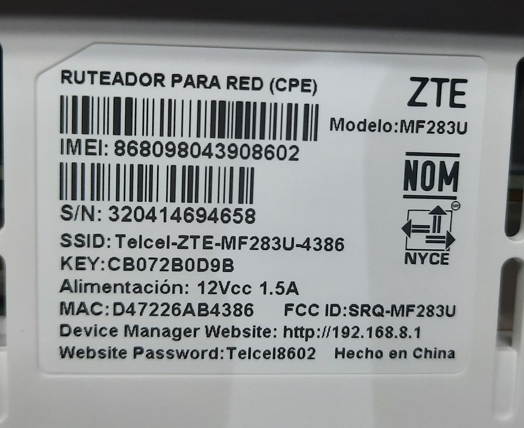 RUTEADOR PARA RED (CPE)
ZTE
Modelo:MF283U
IMEI: 868098043908602
NOM
S/N: 320414694658
SSID: Telcel-ZTE-MF283U-4386
NYCE
KEY:CB072B0D9B
Alimentación: 12Vcc 1.5A
MAC:D47226AB4386 FCC ID:SRQ-MF283U
Device Manager Website: http://192.168.8.1
Website Password:Telcel8602 Hecho en China